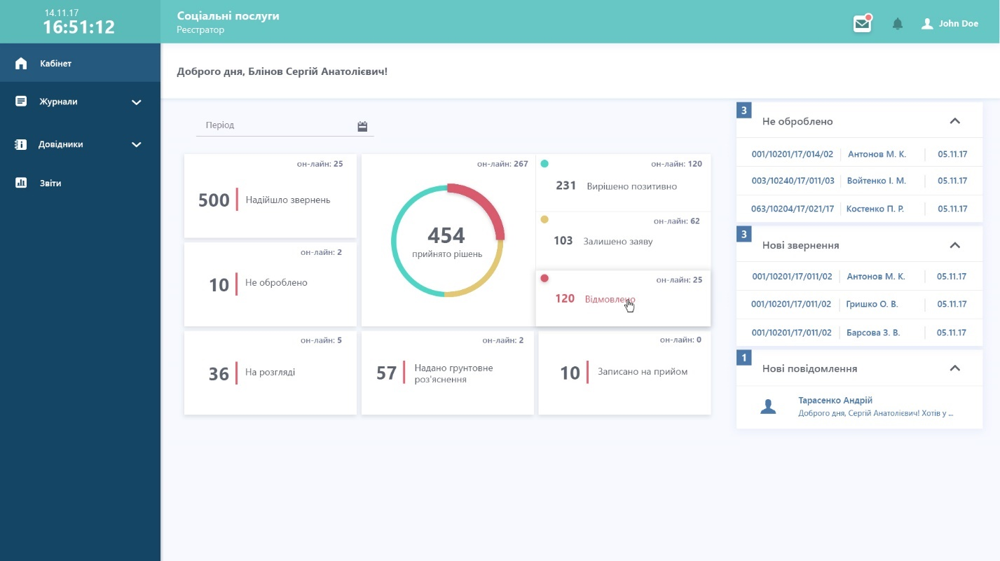 14.11.17
16:51:12
Соціальні послуги
Реєстратор
John Doe
Кабінет
Журнали
Довідники
Звіти
Доброго дня, Блінов Сергій Анатолієвич!
Період
он-лайн: 25
500 Надійшло звернень
он-лайн: 2
10 Не оброблено
он-лайн: 267
454
прийнято рішень
он-лайн: 120
231 Вирішено позитивно
он-лайн: 62
103 Залишено заяву
он-лайн: 25
120 Відмовлено
он-лайн: 5
36 На розгляді
он-лайн: 2
57 Надано грунтовне
роз'яснення
он-лайн: 0
10 Записано на прийом
3
Не оброблено
001/10201/17/014/02 Антонов М. К. 05.11.17
003/10240/17/011/03 Войтенко І. М. 05.11.17
063/10204/17/021/17 Костенко П. Р. 05.11.17
3
Нові звернення
001/10201/17/011/02 Антонов М. К. 05.11.17
001/10201/17/011/02 Гришко О. В. 05.11.17
001/10201/17/011/02 Барсова З. В. 05.11.17
1
Нові повідомлення
Тарасенко Андрій
Доброго дня, Сергій Анатолієвич! Хотів у ...